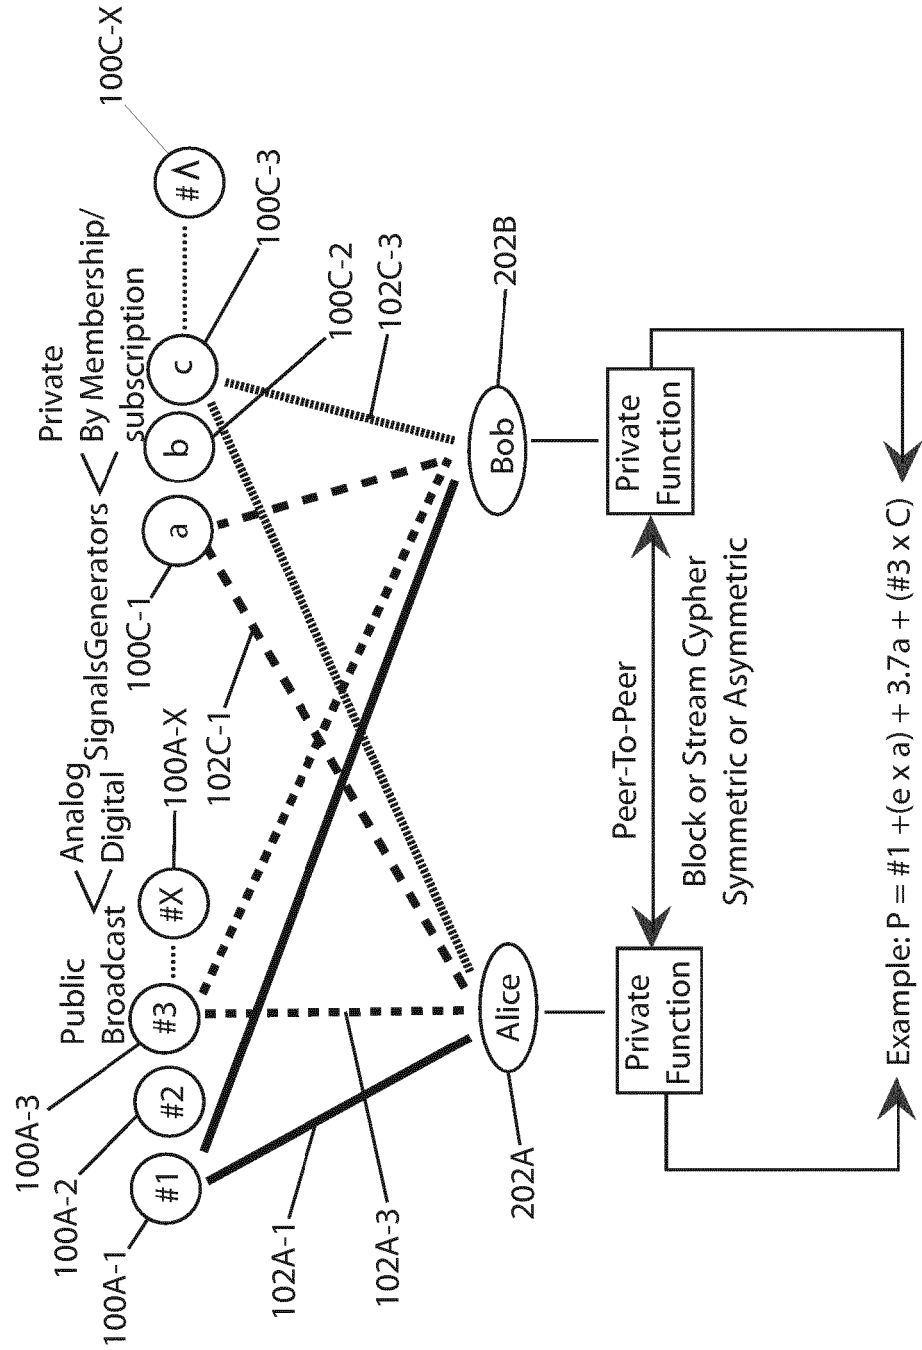 Public
Broadcast
Analog
Digital
SignalsGenerators
Private
By Membership/
subscription
100A-1
100A-2
100A-3
100A-X
102C-1
100C-1
100C-2
100C-3
100C-X
#1
#2
#3
#X
a
b
c
#Λ
102A-1
102A-3
102C-3
202A
202B
Alice
Bob
Private
Function
Peer-To-Peer
Private
Function
Block or Stream Cypher
Symmetric or Asymmetric
Example: P = #1 +(e x a) + 3.7a + (#3 x C)